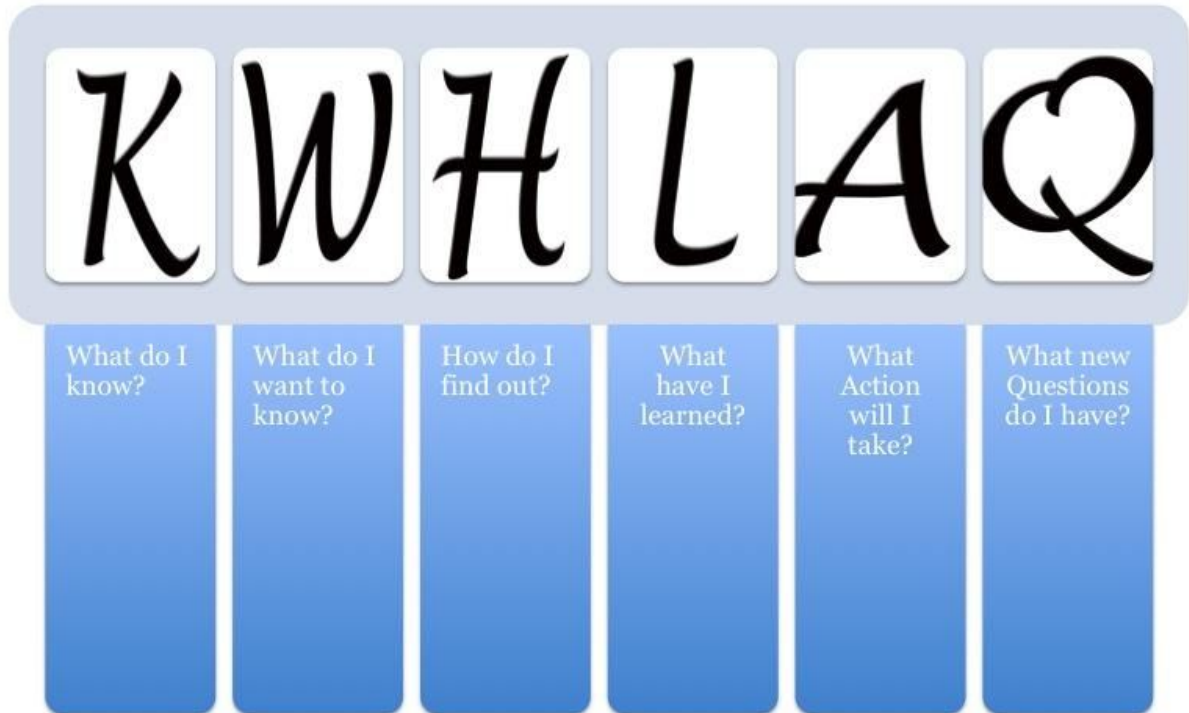 K W H L A Q
What do I
know?
What do I
want to
know?
How do I
find out?
What
have I
learned?
What
Action
will I
take?
What new
Questions
do I have?